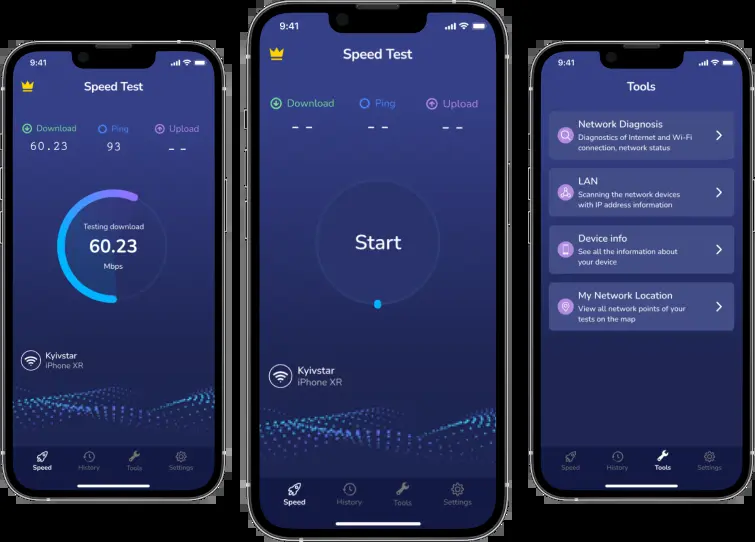 9:41
Speed Test
Download Ping Upload
60.23 93 --
Testing download
60.23
Mbps
Kyivstar
iPhone XR
Speed History Tools Settings
9:41
Speed Test
Download Ping Upload
-- -- --
Start
Kyivstar
iPhone XR
Speed History Tools Settings
9:41
Tools
Network Diagnosis
Diagnostics of Internet and Wi-Fi
connection, network status
LAN
Scanning the network devices
with IP address information
Device info
See all the information about
your device
My Network Location
View all network points of your
tests on the map
Speed History Tools Settings